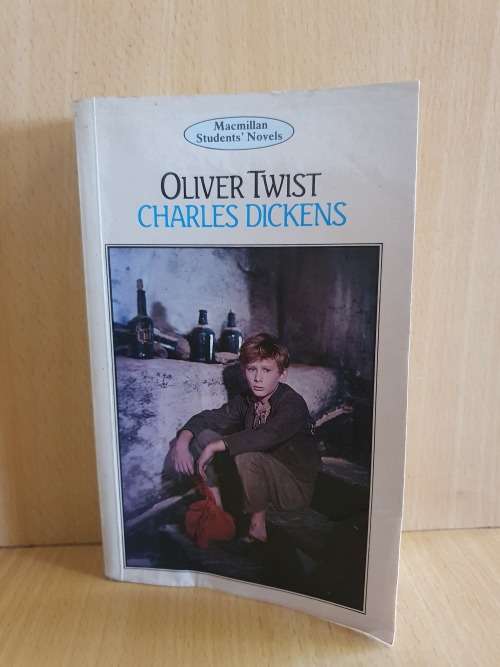 Macmillan
Students' Novels
OLIVER TWIST
CHARLES DICKENS